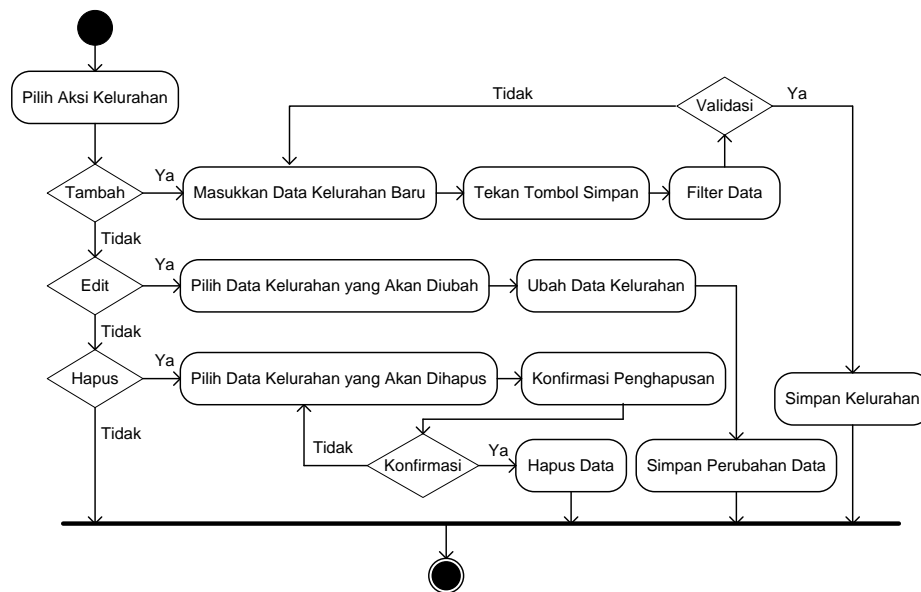 Pilih Aksi Kelurahan
Tidak
Validasi
Ya
Tambah
Ya
Masukkan Data Kelurahan Baru
Tekan Tombol Simpan
Filter Data
Tidak
Edit
Ya
Pilih Data Kelurahan yang Akan Diubah
Ubah Data Kelurahan
Tidak
Hapus
Ya
Pilih Data Kelurahan yang Akan Dihapus
Konfirmasi Penghapusan
Simpan Kelurahan
Tidak
Tidak
Konfirmasi
Ya
Hapus Data
Simpan Perubahan Data